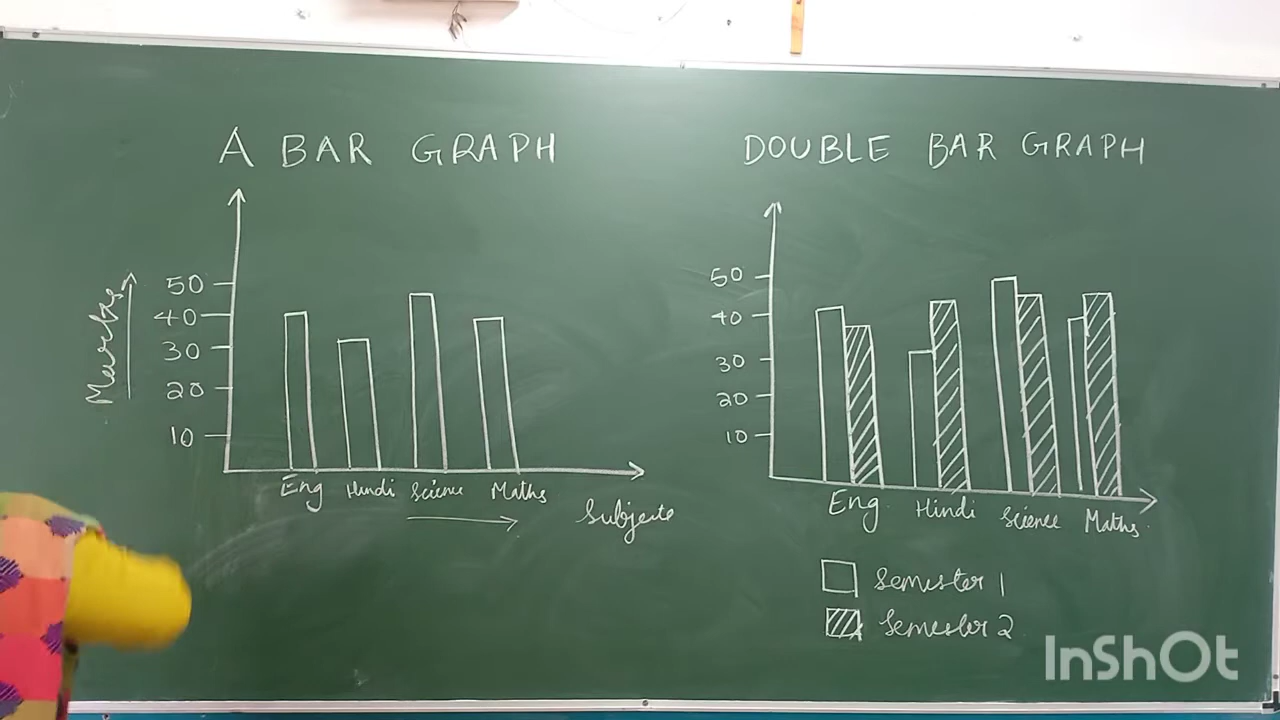 A BAR GRAPH
Marks
50
40
30
20
10
Eng Hindi Science Maths
Subjects
DOUBLE BAR GRAPH
50
40
30
20
10
Eng Hindi Science Maths
Semester 1
Semester 2
InShOt